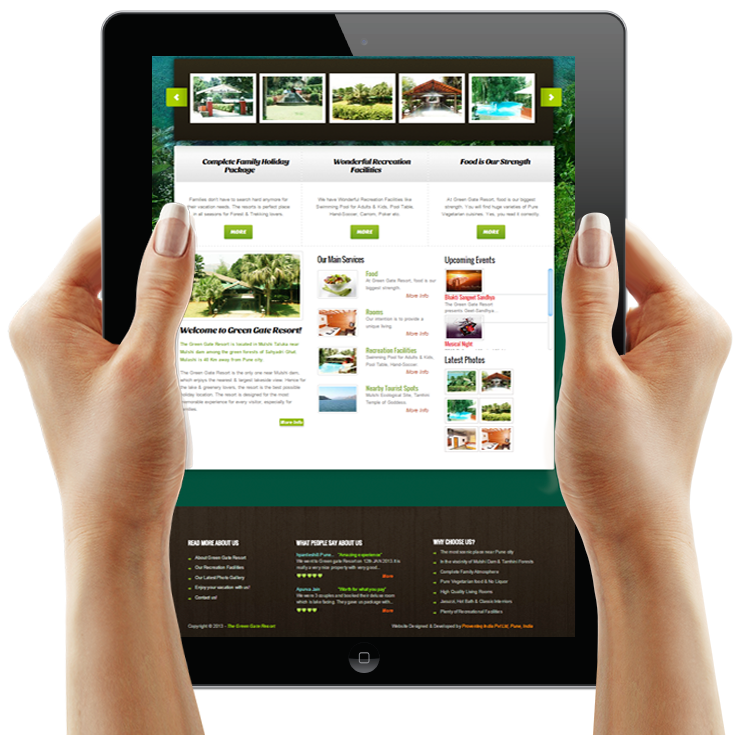 Complete Family Holiday
Package
Wonderful Recreation
Facilities
Food is Our Strength
Families don't have to search hard anymore for
their vacation needs. The resorts is perfect place
all seasons for Forest & Trekking lovers.
We have Wonderful Recreation Facilities like
Swimming Pool for Adults & Kids, Pool Table,
Hand-Soccer, Carrom, Poker etc.
At Green Gate Resort, food is our biggest
strength. You will find huge varieties of Pure
Vegetarian cuisines. Yes, you read it correctly.
MORE
MORE
MORE
Welcome to Green Gate Resort!
The Green Gate Resort is located in Mulshi Taluka near
Mulshi dam among the green forests of Sahyadri Ghat.
Mulshi is 40 Km away from Pune city.
The Green Gate Resort is the only one near Mulshi dam,
which enjoys the nearest & largest lakeside view. Hence for
the lake & greenery lovers, the resort is the best possible
holiday location. The resort is designed for the most
memorable experience for every visitor, especially for
More Info
Our Main Services
Food
At Green Gate Resort, food is our
biggest strength.
More Info
Rooms
Our intention is to provide a
unique living.
More Info
Recreation Facilities
Swimming Pool for Adults & Kids,
Pool Table, Hand-Soccer.
More Info
Nearby Tourist Spots
Mulshi Ecological Site, Tamhini
Temple of Goddess.
More Info
Upcoming Events
Bhakti Sangeet Sandhya
The Green Gate Resort
presents Geet-Sandhya...
Musical Night
Latest Photos
READ MORE ABOUT US
About Green Gate Resort
Our Recreation Facilities
Our Latest Photo Gallery
Enjoy your vacation with us!
Contact us!
WHAT PEOPLE SAY ABOUT US
"Amazing experience"
We went to Green gate Resort on 12th JAN 2013. It is
really a very nice property with very good...
More
Apurva Jain "Worth for what you pay"
We were 3 couples and booked their deluxe room
which is lake facing. They gave us package with...
More
WHY CHOOSE US?
The most scenic place near Pune city
In the vicinity of Mulshi Dam & Tamhini Forests
Complete Family Atmosphere
Pure Vegetarian food & No Liquor
High Quality Living Rooms
Jacuzzi, Hot Bath & Classic Interiors
Plenty of Recreational Facilities
Copyright © 2013 - The Green Gate Resort
Website Designed & Developed by Presenting India Pvt Ltd, Pune, India